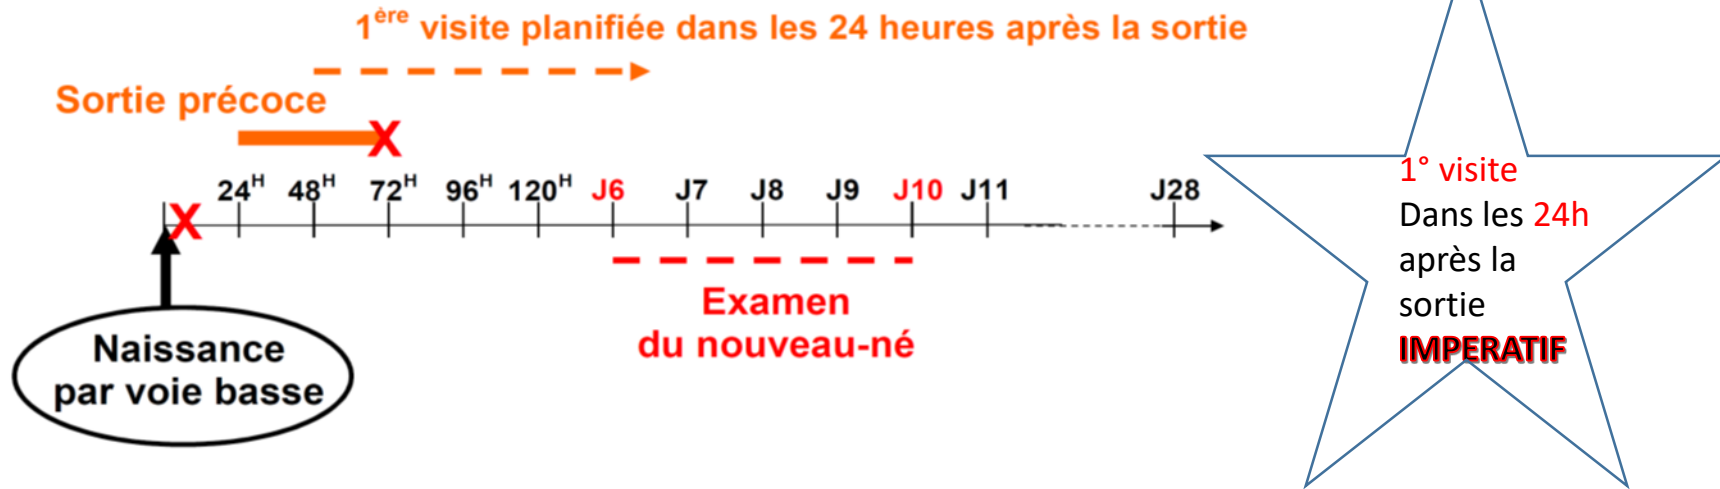 1ère visite planifiée dans les 24 heures après la sortie
Sortie précoce
X
24H 48H 72H 96H 120H J6 J7 J8 J9 J10 J11 J28
X
Examen
du nouveau-né
Naissance
par voie basse
1° visite
Dans les 24h
après la
sortie
IMPERATIF